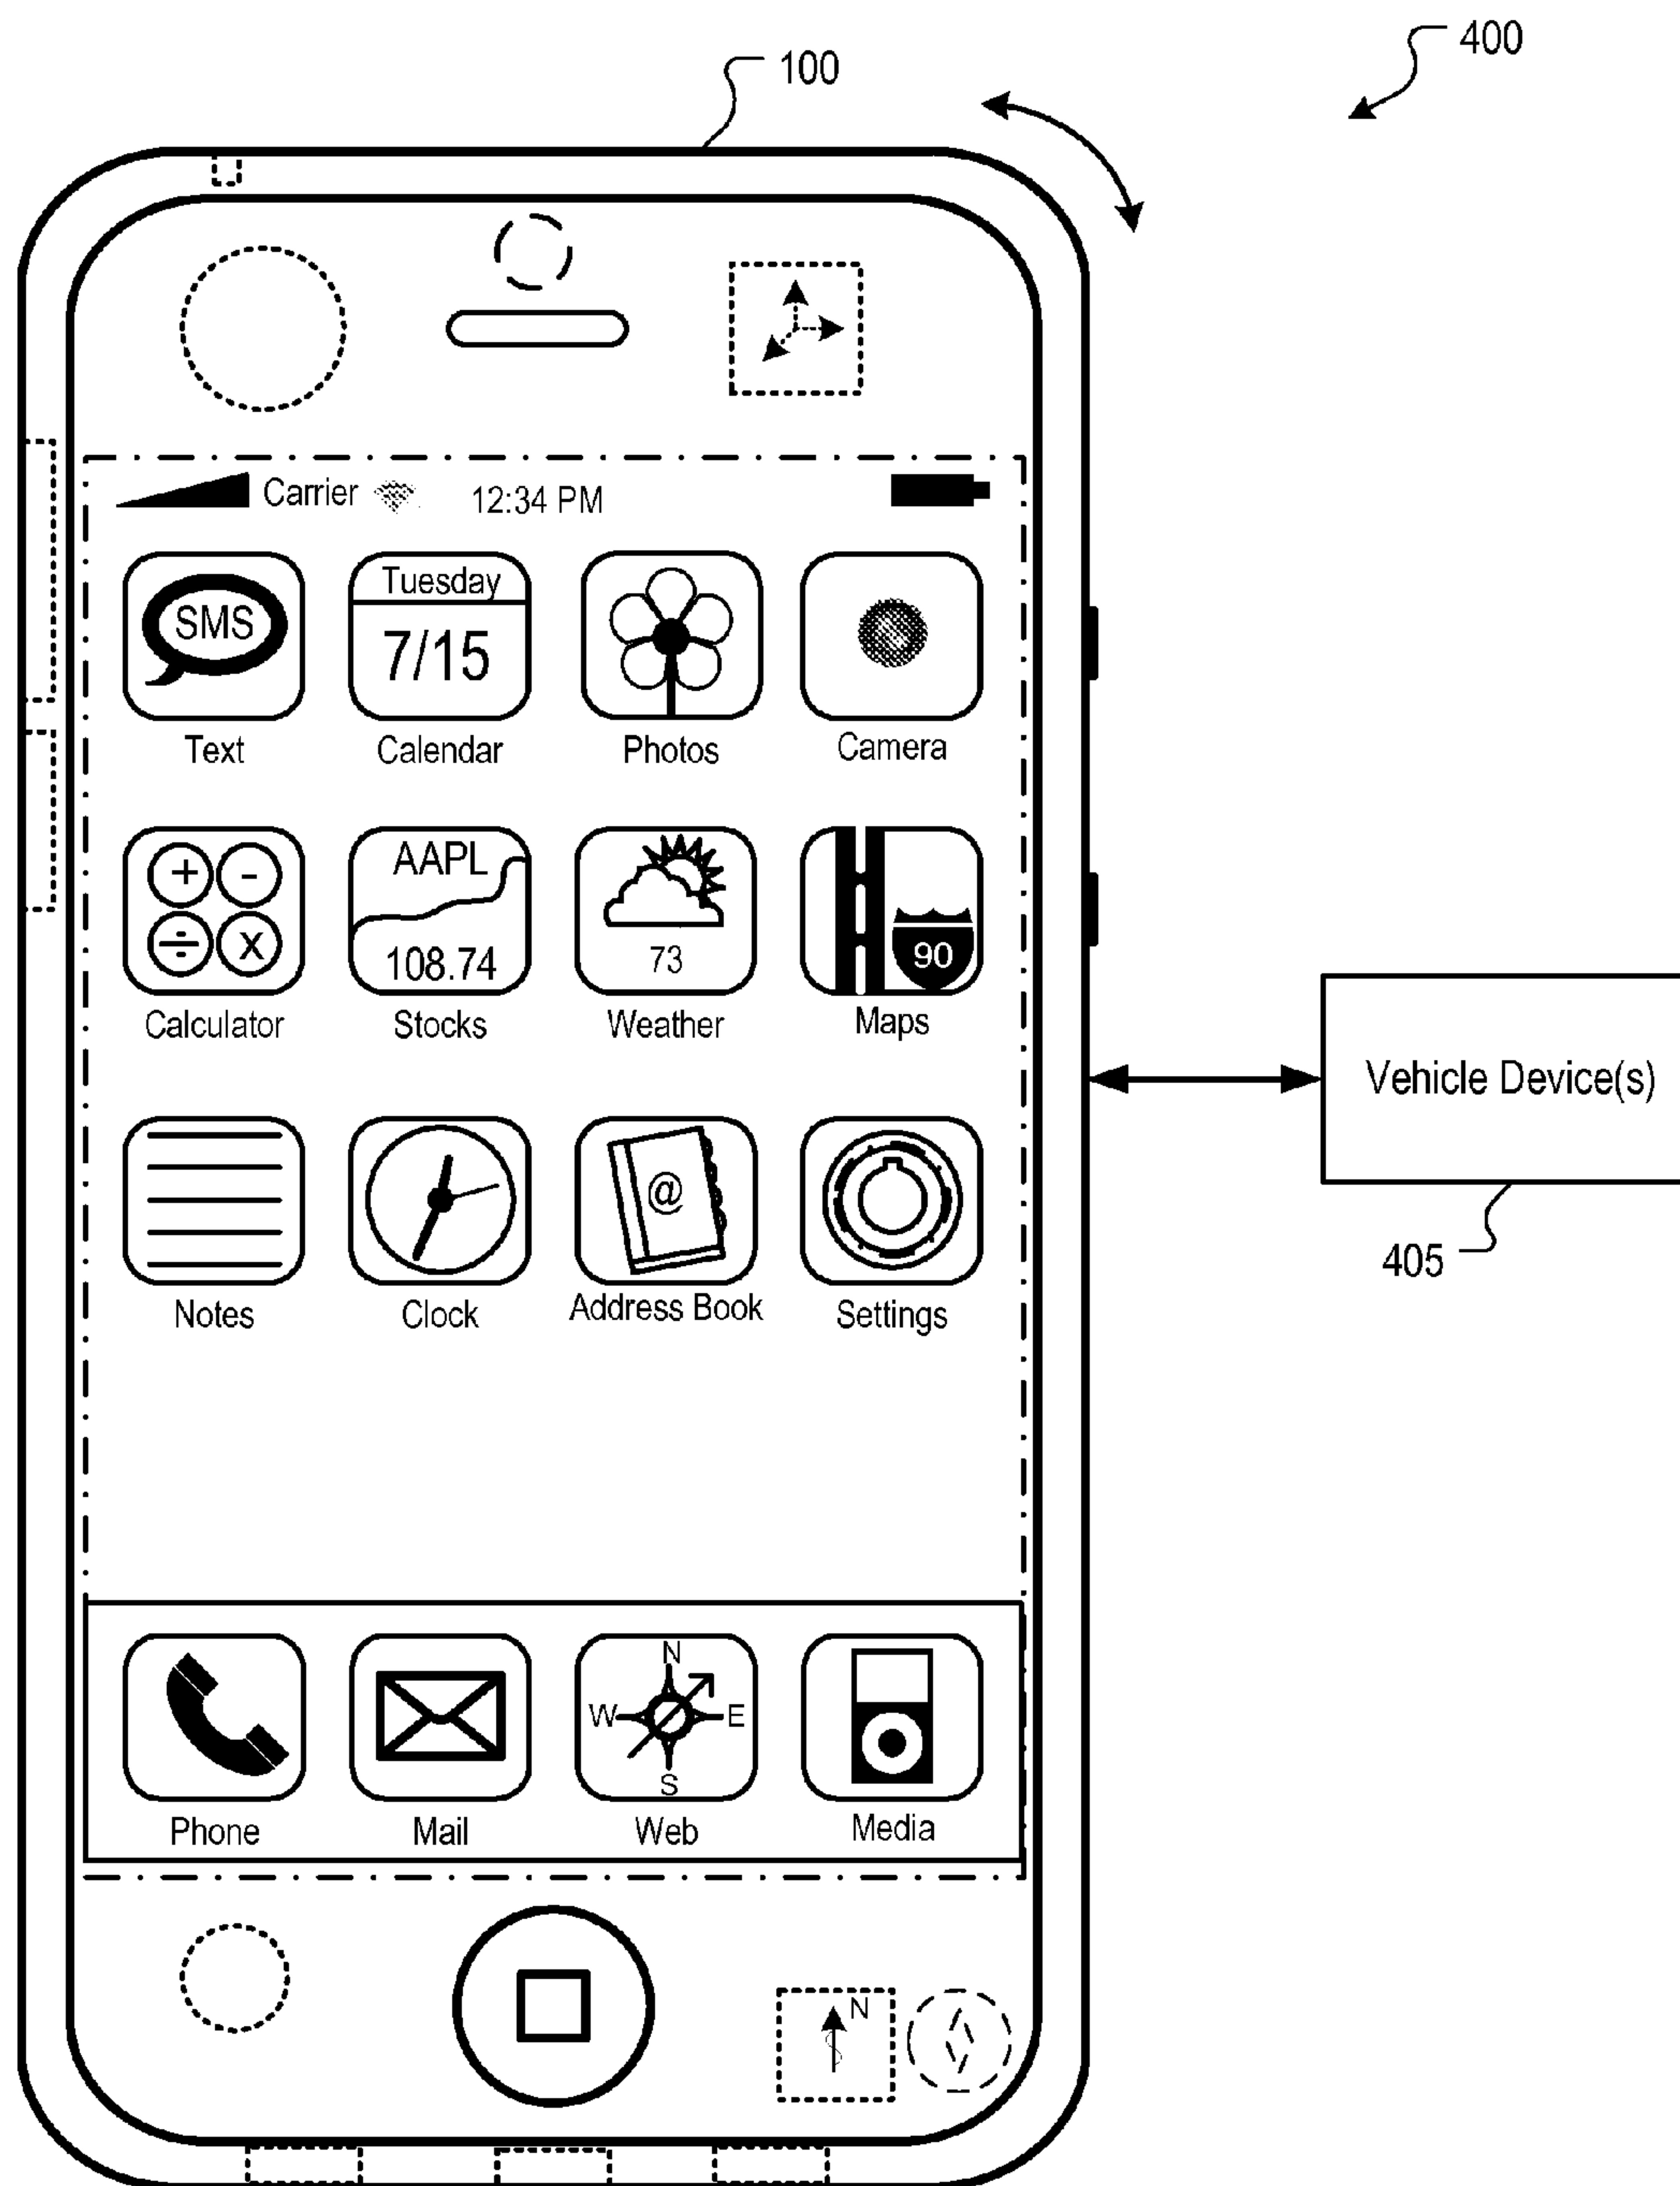 400
100
Carrier 12:34 PM
SMS
Tuesday
7/15
Text Calendar Photos Camera
+ -
÷ x
AAPL
108.74
73
90
Calculator Stocks Weather Maps
Vehicle Device(s)
405
@
Notes Clock Address Book Settings
N
W E
S
Phone Mail Web Media
N